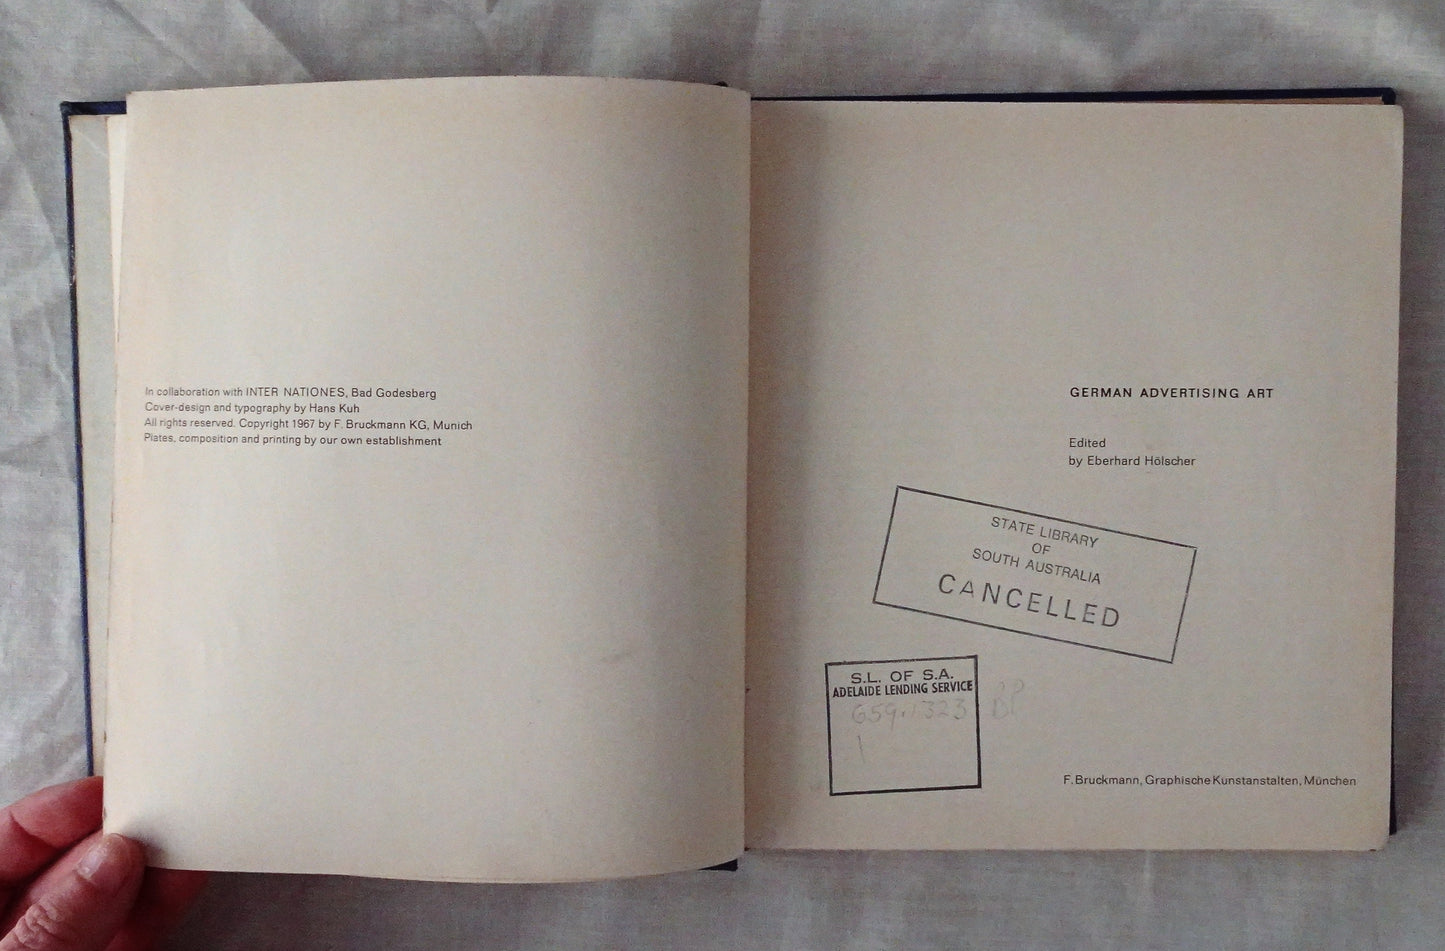 In collaboration with INTER NATIONES, Bad Godesberg
Cover-design and typography by Hans Kuh
All rights reserved. Copyright 1967 by F. Bruckmann KG, Munich
Plates, composition and printing by our own establishment
GERMAN ADVERTISING ART
Edited
by Eberhard Hölscher
STATE LIBRARY
OF
SOUTH AUSTRALIA
CANCELLED
S.L. OF S.A.
ADELAIDE LENDING SERVICE
659.1323
F. Bruckmann, Graphische Kunstanstalten, München